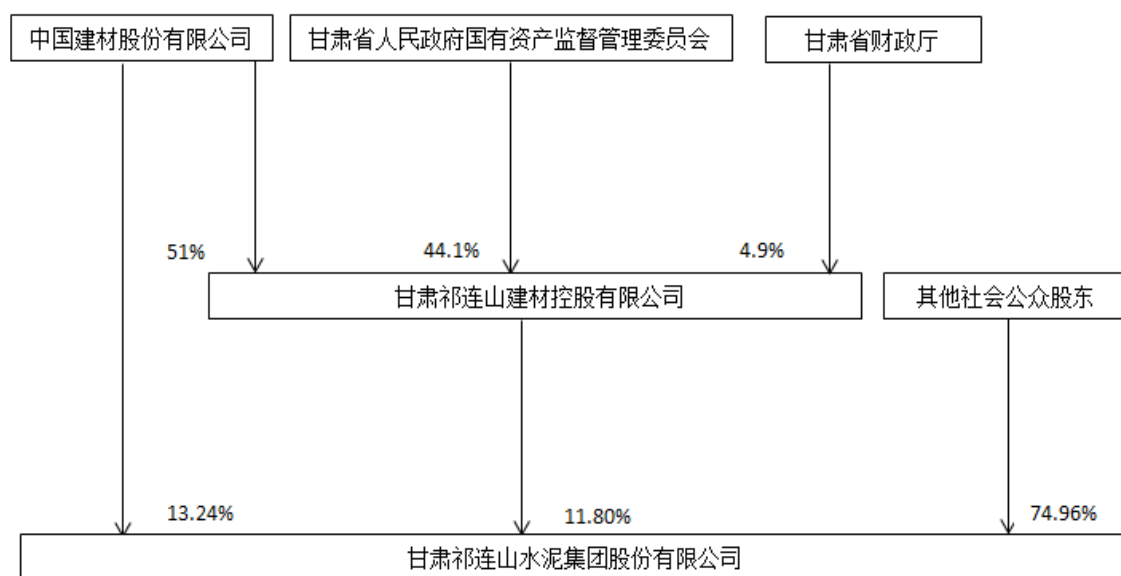 中国建材股份有限公司
甘肃省人民政府国有资产监督管理委员会
甘肃省财政厅
51%
44.1%
4.9%
甘肃祁连山建材控股有限公司
其他社会公众股东
13.24%
11.80%
74.96%
甘肃祁连山水泥集团股份有限公司